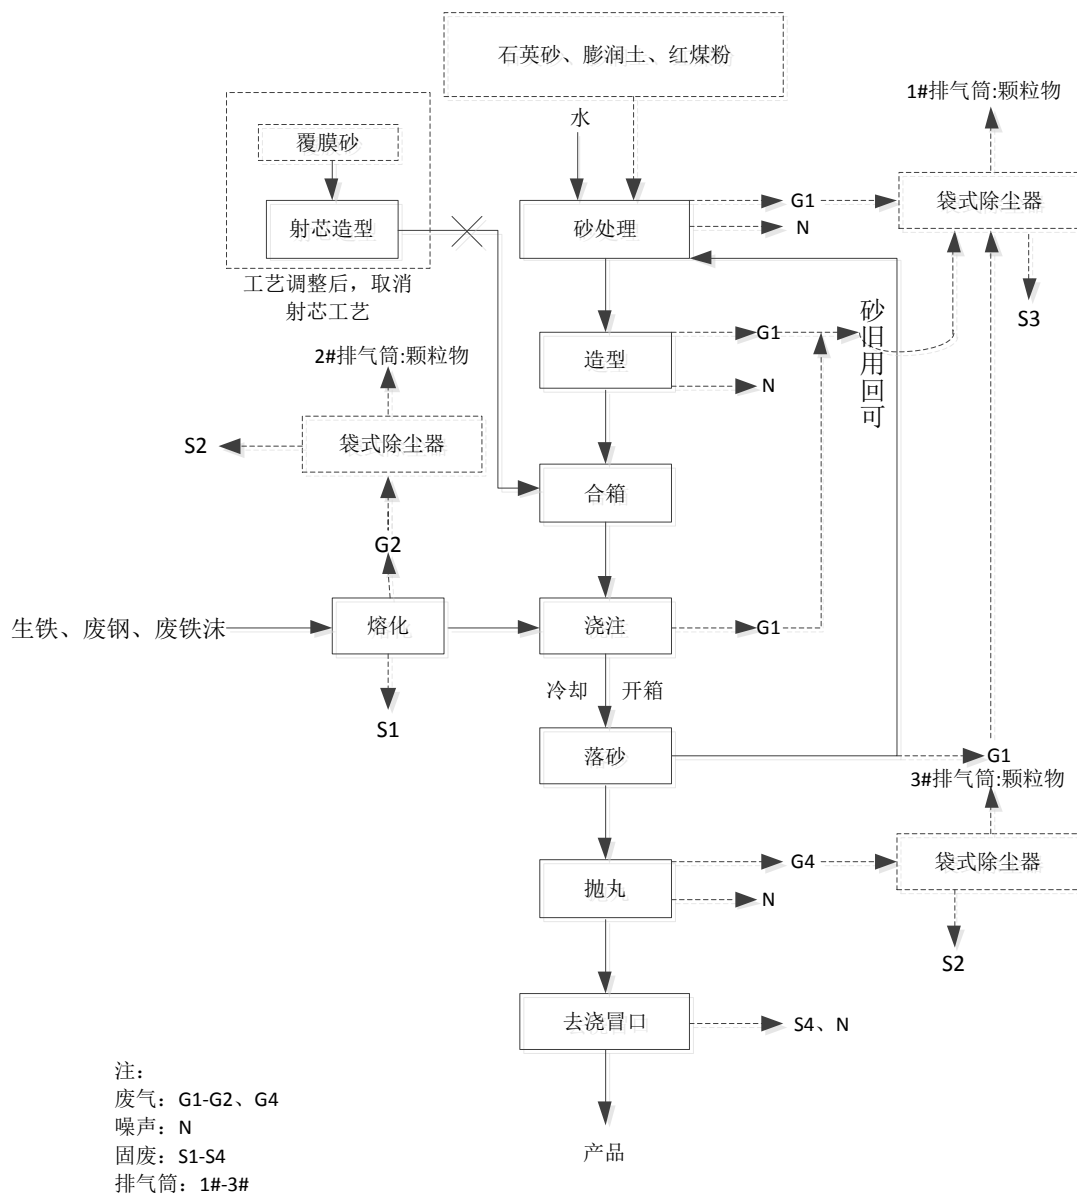 石英砂、膨润土、红煤粉
水
1#排气筒:颗粒物
覆膜砂
射芯造型
工艺调整后，取消
射芯工艺
砂处理
G1
N
袋式除尘器
S3
造型
G1
N
砂旧用回可
2#排气筒:颗粒物
袋式除尘器
S2
G2
合箱
生铁、废钢、废铁沫
熔化
S1
浇注
G1
冷却
开箱
落砂
G1
3#排气筒:颗粒物
抛丸
G4
N
袋式除尘器
S2
去浇冒口
S4、N
产品
注：
废气：G1-G2、G4
噪声：N
固废：S1-S4
排气筒：1#-3#